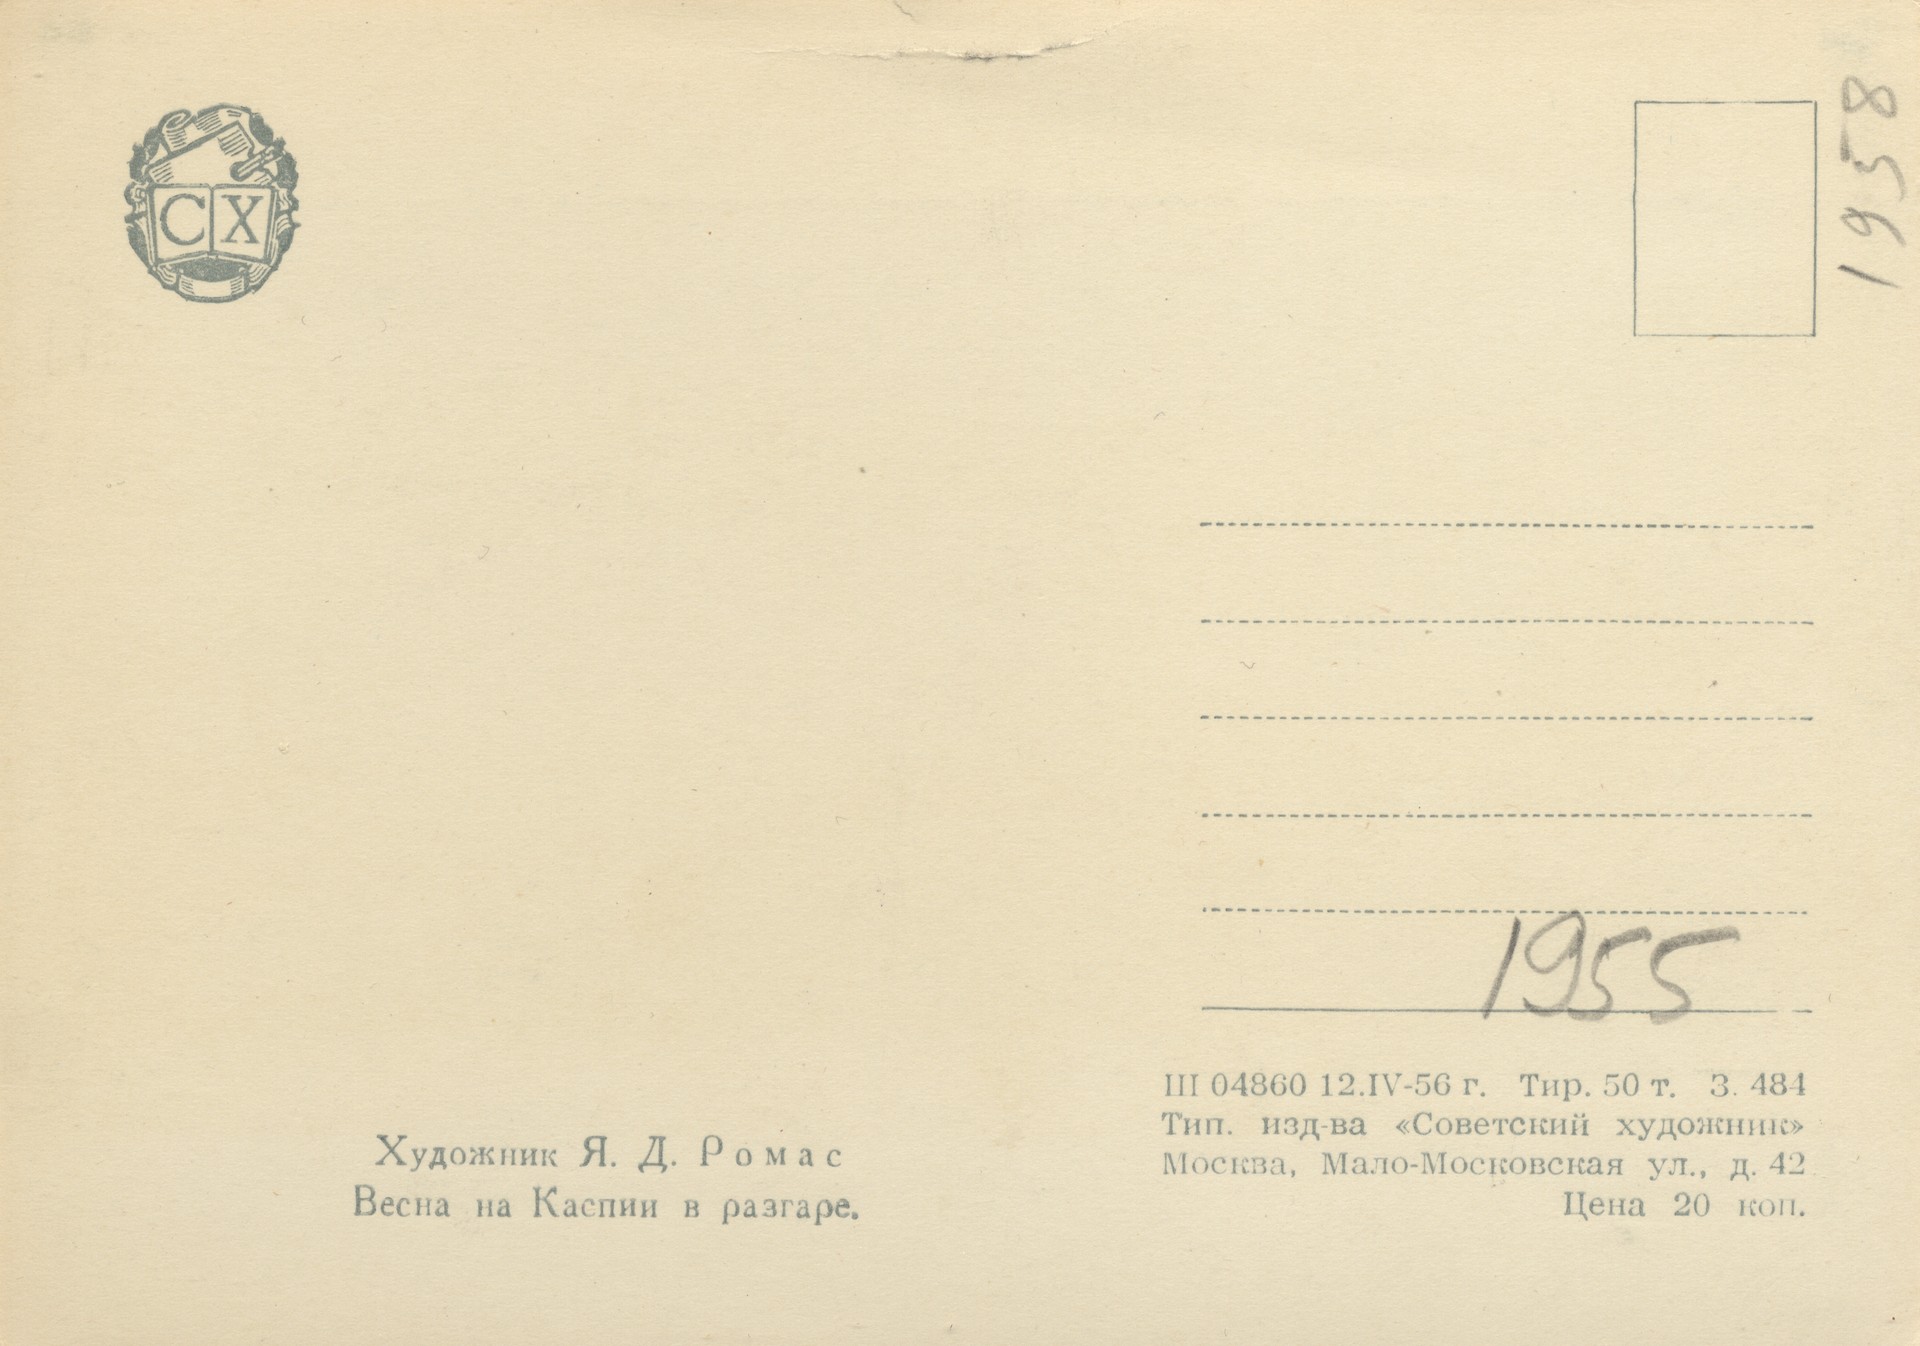 СХ
1958
1955
Художник Я. Д. Ромас
Весна на Каспии в разгаре.
Ш 04860 12.IV-56 г. Тир. 50 т. З. 484
Тип. изд-ва «Советский художник»
Москва, Мало-Московская ул., д. 42
Цена 20 коп.